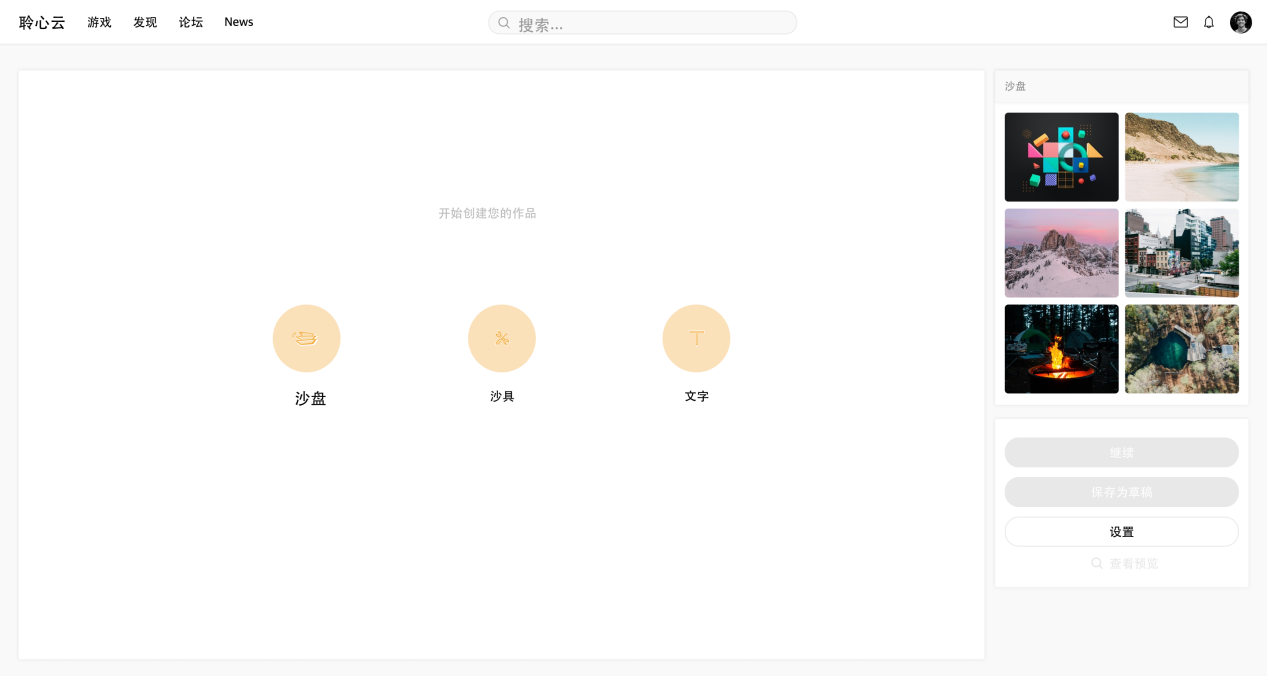 聆心云 游戏 发现 论坛 News 搜索...
沙盘
开始创建您的作品
沙盘 沙具 文字
继续
保存为草稿
设置
查看预览